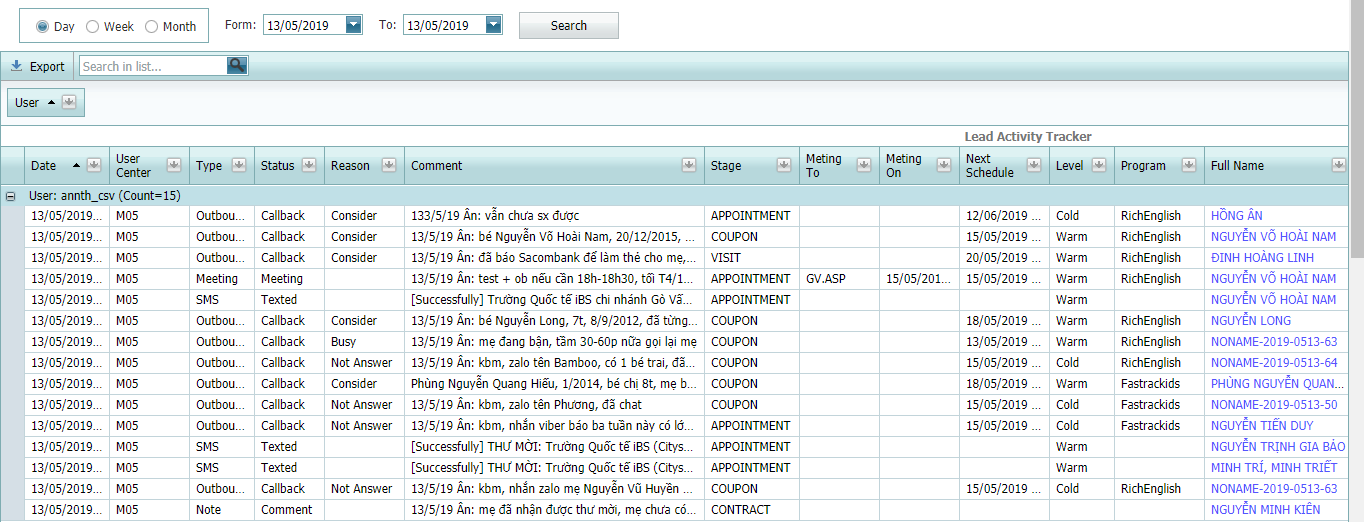 Day Week Month Form: 13/05/2019 To: 13/05/2019 Search
Export Search in list...
User
Lead Activity Tracker
Date User Center Type Status Reason Comment Stage Meting To Meting On Next Schedule Level Program Full Name
User: annth_csv (Count=15)
13/05/2019... M05 Outbou... Callback Consider 133/5/19 Ân: vẫn chưa sx được APPOINTMENT 12/06/2019 ... Cold RichEnglish HỒNG ÂN
13/05/2019... M05 Outbou... Callback Consider 13/5/19 Ân: bé Nguyễn Võ Hoài Nam, 20/12/2015, ... COUPON 15/05/2019 ... Warm RichEnglish NGUYỄN VÕ HOÀI NAM
13/05/2019... M05 Outbou... Callback Consider 13/5/19 Ân: đã báo Sacombank để làm thẻ cho mẹ,... VISIT 20/05/2019 ... Warm RichEnglish ĐINH HOÀNG LINH
13/05/2019... M05 Meeting Meeting 13/5/19 Ân: test + ob nếu cần 18h-18h30, tối T4/1... APPOINTMENT GV.ASP 15/05/201... 15/05/2019 ... Warm RichEnglish NGUYỄN VÕ HOÀI NAM
13/05/2019... M05 SMS Texted [Successfully] Trường Quốc tế iBS chi nhánh Gò Vấ... APPOINTMENT Warm NGUYỄN VÕ HOÀI NAM
13/05/2019... M05 Outbou... Callback Consider 13/5/19 Ân: bé Nguyễn Long, 7t, 8/9/2012, đã từng... COUPON 18/05/2019 ... Warm RichEnglish NGUYỄN LONG
13/05/2019... M05 Outbou... Callback Busy 13/5/19 Ân: mẹ đang bận, tầm 30-60p nữa gọi lại mẹ COUPON 13/05/2019 ... Warm RichEnglish NONAME-2019-0513-63
13/05/2019... M05 Outbou... Callback Not Answer 13/5/19 Ân: kbm, zalo tên Bamboo, có 1 bé trai, đã... COUPON 15/05/2019 ... Cold RichEnglish NONAME-2019-0513-64
13/05/2019... M05 Outbou... Callback Consider Phùng Nguyễn Quang Hiếu, 1/2014, bé chị 8t, mẹ b... COUPON 18/05/2019 ... Warm Fastrackids PHÙNG NGUYỄN QUAN...
13/05/2019... M05 Outbou... Callback Not Answer 13/5/19 Ân: kbm, zalo tên Phương, đã chat COUPON 15/05/2019 ... Cold Fastrackids NONAME-2019-0513-50
13/05/2019... M05 Outbou... Callback Not Answer 13/5/19 Ân: kbm, nhắn viber báo ba tuần này có lớ... APPOINTMENT 15/05/2019 ... Cold Fastrackids NGUYỄN TIẾN DUY
13/05/2019... M05 SMS Texted [Successfully] THƯ MỜI: Trường Quốc tế iBS (Citys... APPOINTMENT Warm NGUYỄN TRỊNH GIA BẢO
13/05/2019... M05 SMS Texted [Successfully] THƯ MỜI: Trường Quốc tế iBS (Citys... APPOINTMENT Warm MINH TRÍ, MINH TRIẾT
13/05/2019... M05 Outbou... Callback Not Answer 13/5/19 Ân: kbm, nhắn zalo mẹ Nguyễn Vũ Huyền ... COUPON 15/05/2019 ... Cold RichEnglish NONAME-2019-0513-63
13/05/2019... M05 Note Comment 13/5/19 Ân: mẹ đã nhận được thư mời, mẹ chưa có... CONTRACT NGUYỄN MINH KIÊN